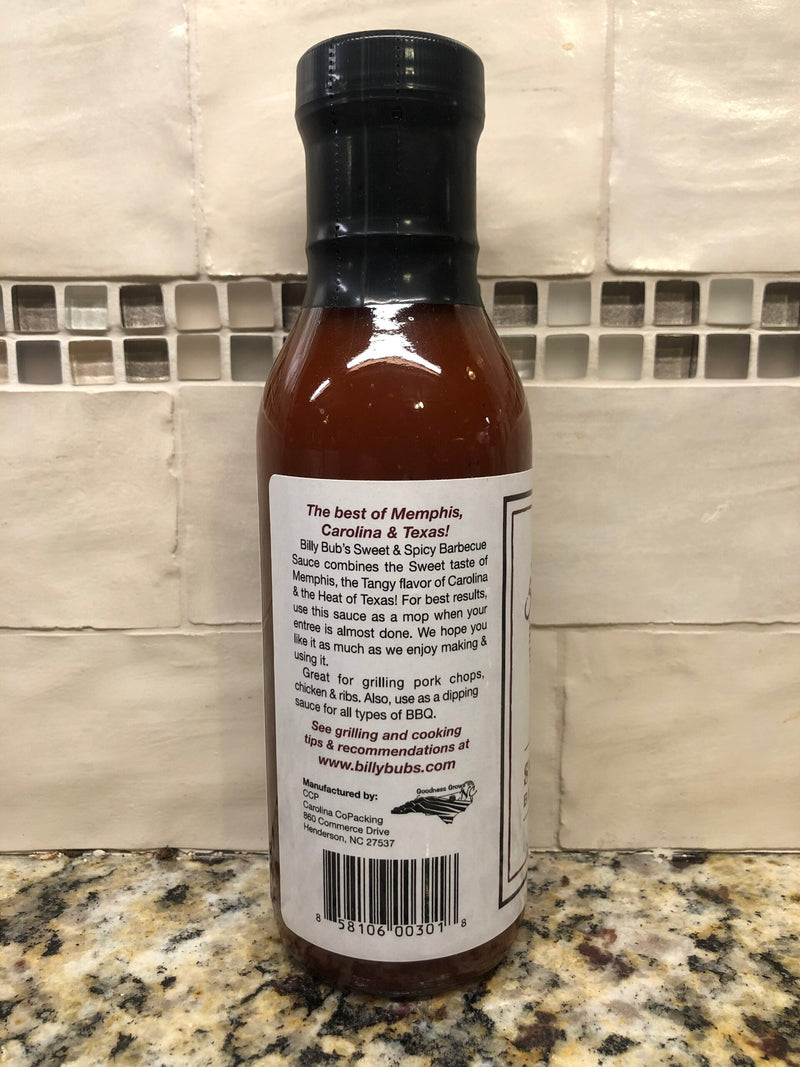 The best of Memphis,
Carolina & Texas!
Billy Bub's Sweet & Spicy Barbecue
Sauce combines the Sweet taste of
Memphis, the Tangy flavor of Carolina
& the Heat of Texas! For best results,
use this sauce as a mop when your
entree is almost done. We hope you
like it as much as we enjoy making &
using it.
Great for grilling pork chops,
chicken & ribs. Also, use as a dipping
sauce for all types of BBQ.
See grilling and cooking
tips & recommendations at
www.billybubs.com
Manufactured by:
CCP
Carolina CoPacking
860 Commerce Drive
Henderson, NC 27537
Goodness Grows
NC
8 58106 00301 8